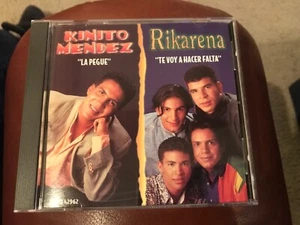 KINITO
MENDEZ
"LA PEGUE"
Rikarena
"TE VOY A HACER FALTA"